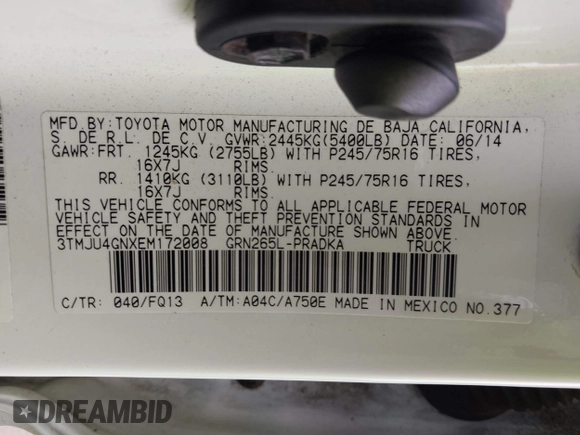 MFD.BY:TOYOTA MOTOR MANUFACTURING DE BAJA CALIFORNIA,
S. DE R.L. DE C.V. GVWR:2445KG(5400LB) DATE: 06/14
GAWR:FRT. 1245KG (2755LB) WITH P245/75R16 TIRES,
16X7J RIMS
RR. 1410KG (3110LB) WITH P245/75R16 TIRES,
16X7J RIMS
THIS VEHICLE CONFORMS TO ALL APPLICABLE FEDERAL MOTOR
VEHICLE SAFETY AND THEFT PREVENTION STANDARDS IN
EFFECT ON THE DATE OF MANUFACTURE SHOWN ABOVE.
3TMJU4GNXEM172008 GRN265L-PRADKA TRUCK
C/TR: 040/FQ13 A/TM:A04C/A750E MADE IN MEXICO NO.377
DREAMBID